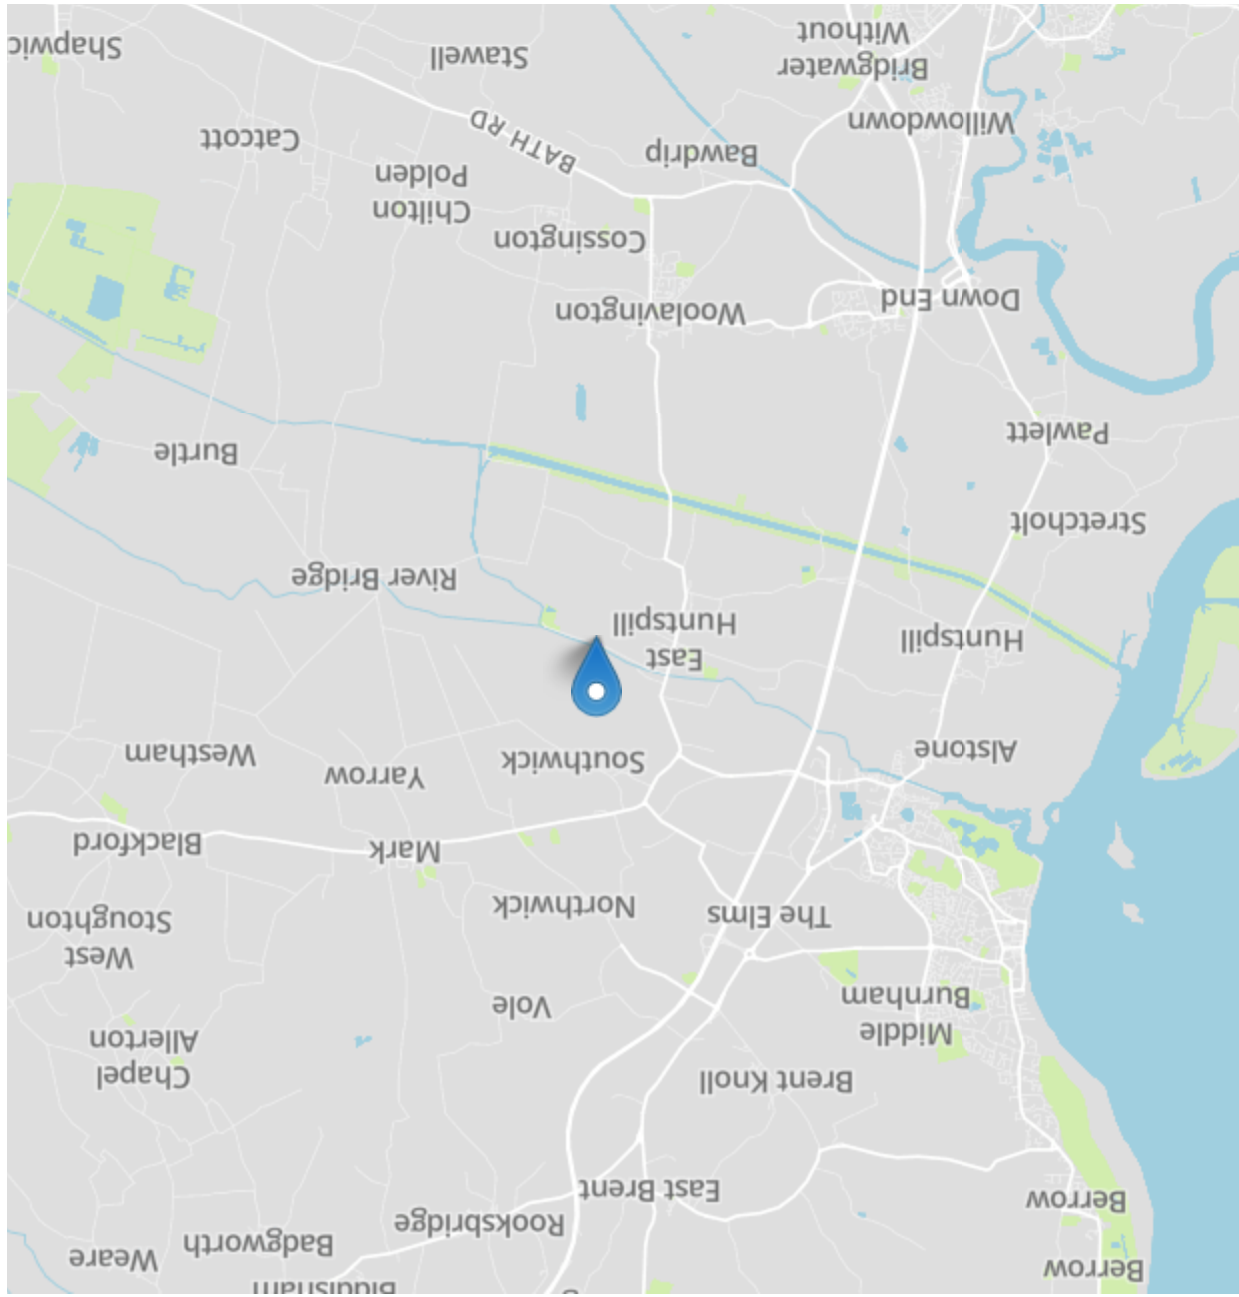 Berrow
Weare
Badgworth
Rooksbridge
Berrow
East Brent
Brent Knoll
Chapel
Allerton
Middle
Burnham
Vole
West
Stoughton
The Elms
Northwick
Mark
Blackford
Yarrow
Southwick
Westham
Alstone
East
Huntspill
Huntspill
River Bridge
Stretcholt
Burtle
Pawlett
Woolavington
Down End
Cossington
Chilton
Polden
Bawdrip
BATH RD
Catcott
Willowdown
Bridgwater
Without
Stawell
Shapwic